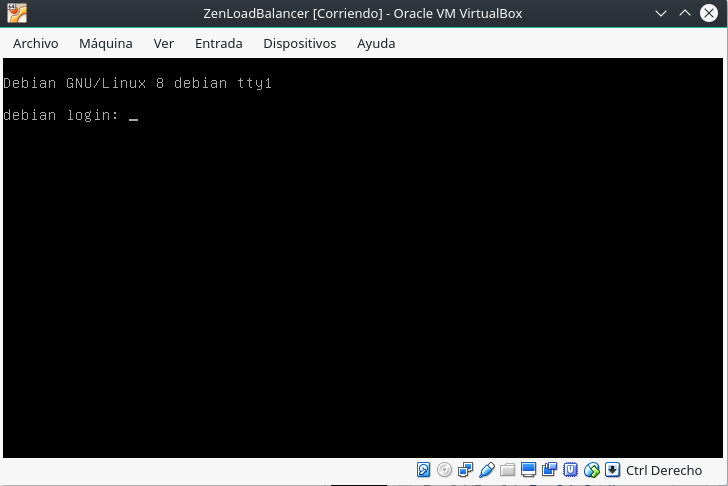 ZenLoadBalancer [Corriendo] - Oracle VM VirtualBox
Archivo Máquina Ver Entrada Dispositivos Ayuda
Debian GNU/Linux 8 debian tty1
debian login: _
Ctrl Derecho